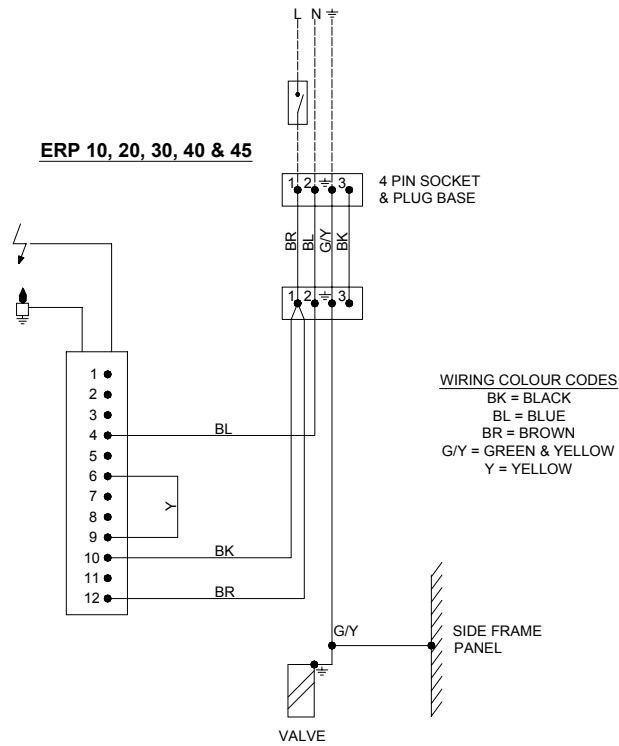 L N
ERP 10, 20, 30, 40 & 45
1 2 3
4 PIN SOCKET
& PLUG BASE
BR BL G/Y BK
1 2 3
1
2
3
4 BL
5
6
7 Y
8
9
10 BK
11
12 BR
WIRING COLOUR CODES
BK = BLACK
BL = BLUE
BR = BROWN
G/Y = GREEN & YELLOW
Y = YELLOW
G/Y
SIDE FRAME
PANEL
VALVE